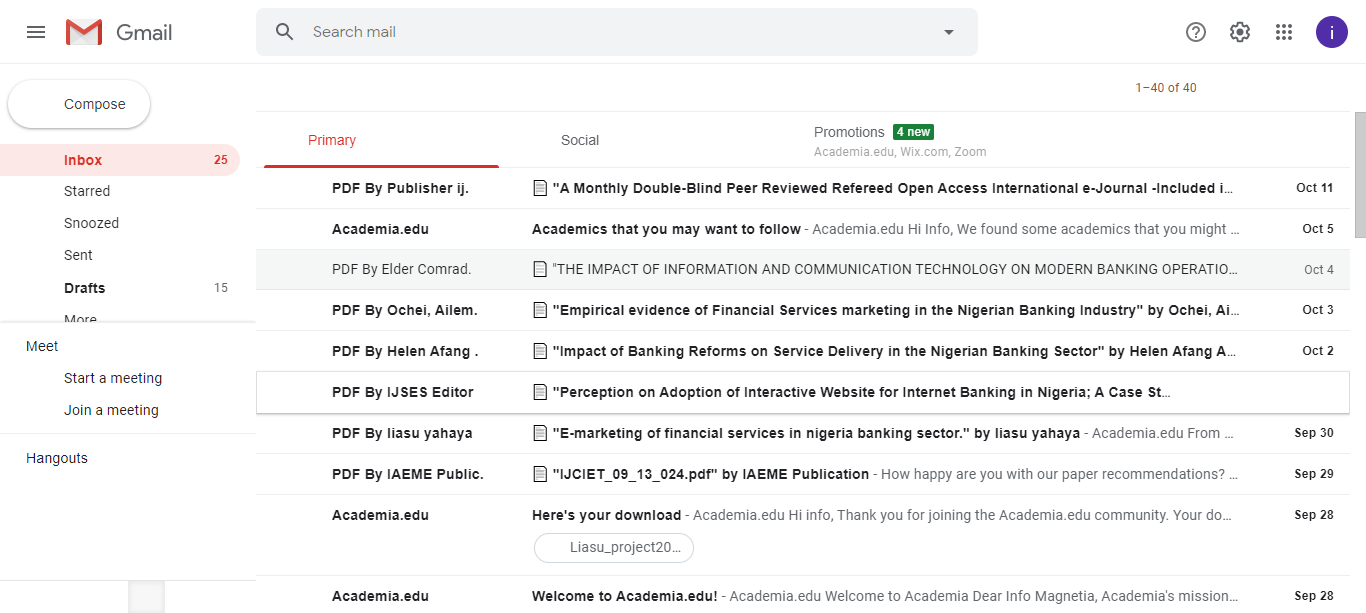 Gmail
Search mail
i
1–40 of 40
Compose
Inbox 25
Starred
Snoozed
Sent
Drafts 15
More
Meet
Start a meeting
Join a meeting
Hangouts
Primary
Social
Promotions 4 new
Academia.edu, Wix.com, Zoom
PDF By Publisher ij. "A Monthly Double-Blind Peer Reviewed Refereed Open Access International e-Journal -Included i... Oct 11
Academia.edu Academics that you may want to follow - Academia.edu Hi Info, We found some academics that you might ... Oct 5
PDF By Elder Comrad. "THE IMPACT OF INFORMATION AND COMMUNICATION TECHNOLOGY ON MODERN BANKING OPERATIO... Oct 4
PDF By Ochei, Ailem. "Empirical evidence of Financial Services marketing in the Nigerian Banking Industry" by Ochei, Ai... Oct 3
PDF By Helen Afang . "Impact of Banking Reforms on Service Delivery in the Nigerian Banking Sector" by Helen Afang A... Oct 2
PDF By IJSES Editor "Perception on Adoption of Interactive Website for Internet Banking in Nigeria; A Case St...
PDF By liasu yahaya "E-marketing of financial services in nigeria banking sector." by liasu yahaya - Academia.edu From ... Sep 30
PDF By IAEME Public. "IJCIET_09_13_024.pdf" by IAEME Publication - How happy are you with our paper recommendations? ... Sep 29
Academia.edu Here's your download - Academia.edu Hi info, Thank you for joining the Academia.edu community. Your do... Sep 28
Liasu_project20...
Academia.edu Welcome to Academia.edu! - Academia.edu Welcome to Academia Dear Info Magnetia, Academia's mission... Sep 28